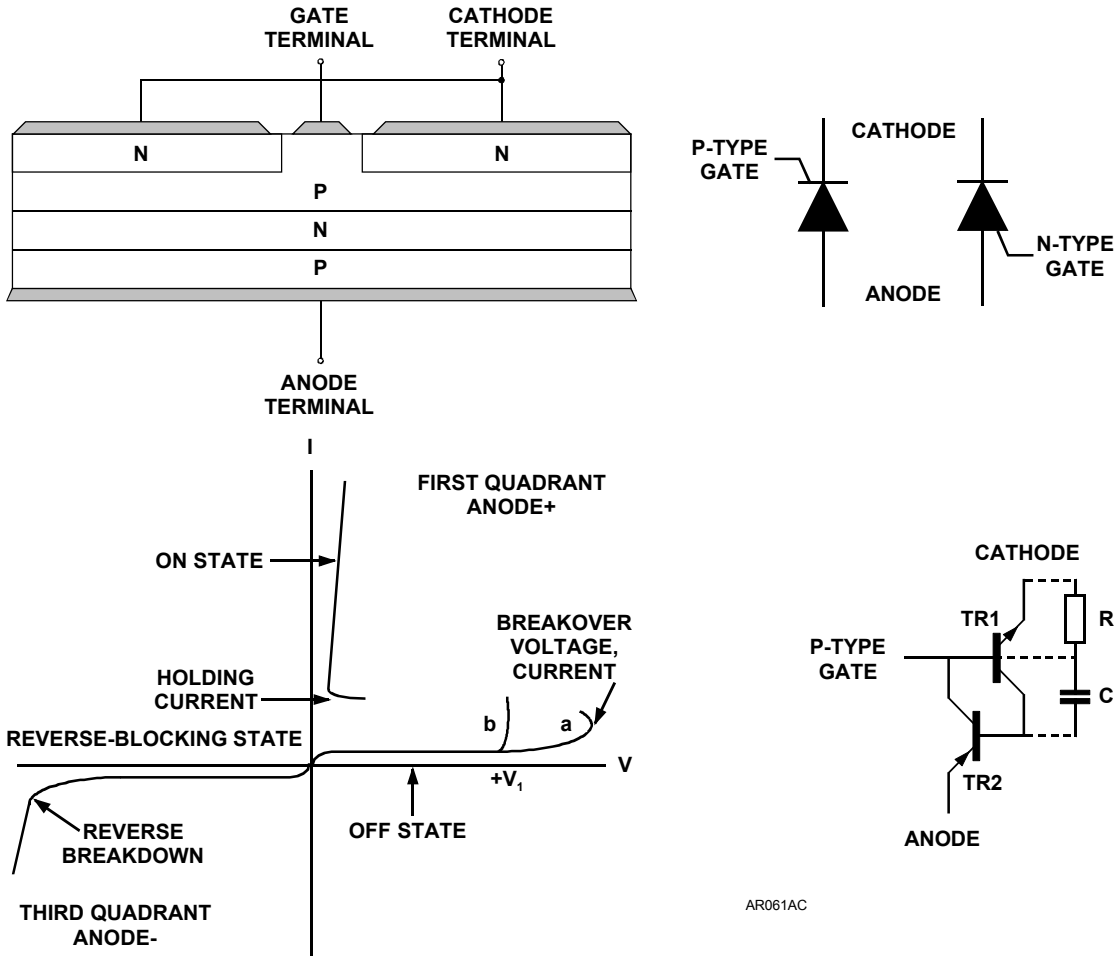 GATE
TERMINAL
CATHODE
TERMINAL
N
N
P
N
P
ANODE
TERMINAL
CATHODE
P-TYPE
GATE
N-TYPE
GATE
ANODE
I
FIRST QUADRANT
ANODE+
ON STATE
BREAKOVER
VOLTAGE,
CURRENT
HOLDING
CURRENT
b
a
REVERSE-BLOCKING STATE
V
+V₁
OFF STATE
REVERSE
BREAKDOWN
THIRD QUADRANT
ANODE-
CATHODE
TR1
R
P-TYPE
GATE
C
TR2
ANODE
AR061AC